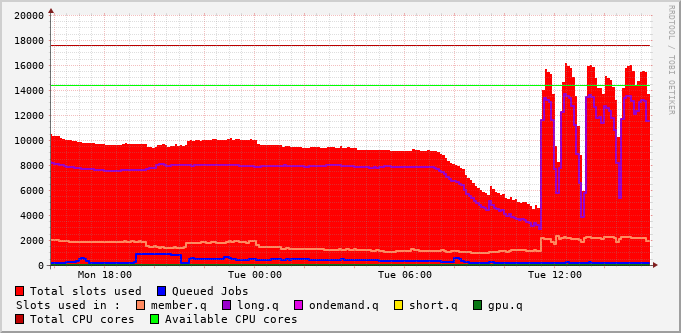 20000
18000
16000
14000
12000
10000
8000
6000
4000
2000
0
Mon 18:00 Tue 00:00 Tue 06:00 Tue 12:00
Total slots used Queued Jobs
Slots used in : member.q long.q ondemand.q short.q gpu.q
Total CPU cores Available CPU cores
RRDTOOL / TOBI OETIKER